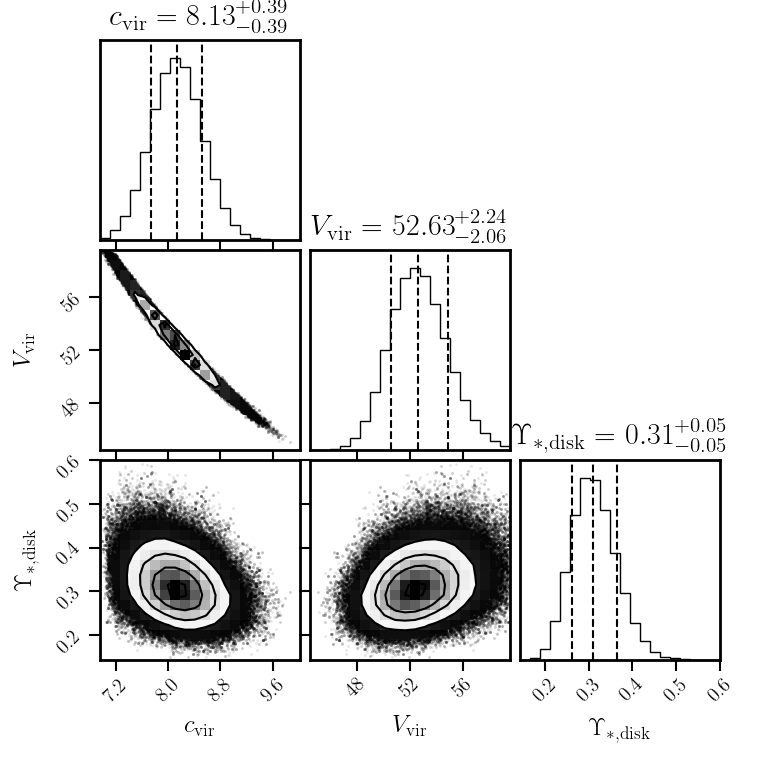 c_vir = 8.13^{+0.39}_{-0.39}
V_vir = 52.63^{+2.24}_{-2.06}
V_vir
56
52
48
Υ_{*,disk} = 0.31^{+0.05}_{-0.05}
Υ_{*,disk}
0.6
0.5
0.4
0.3
0.2
7.2 8.0 8.8 9.6
48 52 56
0.2 0.3 0.4 0.5 0.6
c_vir V_vir Υ_{*,disk}